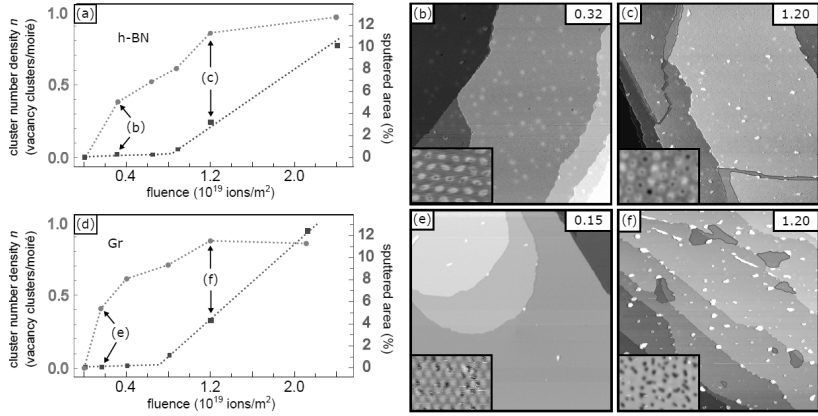 (a)
h-BN
cluster number density n
(vacancy clusters/moiré)
1.0
0.5
0.0
12
10
8
6
4
2
0
sputtered area (%)
(b)
(c)
0.4
1.2
2.0
fluence (10¹⁹ ions/m²)
(b)
0.32
(c)
1.20
(d)
Gr
cluster number density n
(vacancy clusters/moiré)
1.0
0.5
0.0
12
10
8
6
4
2
0
sputtered area (%)
(e)
(f)
0.4
1.2
2.0
fluence (10¹⁹ ions/m²)
(e)
0.15
(f)
1.20